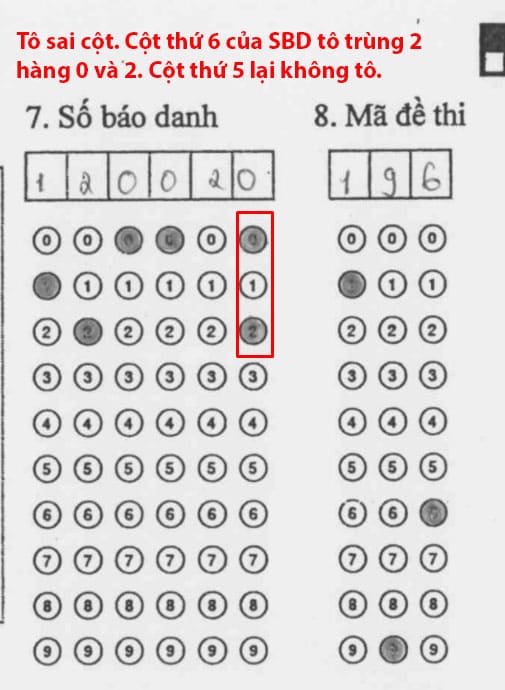 Tô sai cột. Cột thứ 6 của SBD tô trùng 2
hàng 0 và 2. Cột thứ 5 lại không tô.
7. Số báo danh 8. Mã đề thi
1 2 0 0 2 0 1 9 6
0 0 0 0 0 0 0 0 0
1 1 1 1 1 1 1
2 2 2 2 2 2 2 2 2
3 3 3 3 3 3 3 3 3
4 4 4 4 4 4 4 4 4
5 5 5 5 5 5 5 5 5
6 6 6 6 6 6 6 6
7 7 7 7 7 7 7 7 7
8 8 8 8 8 8 8 8 8
9 9 9 9 9 9 9 9